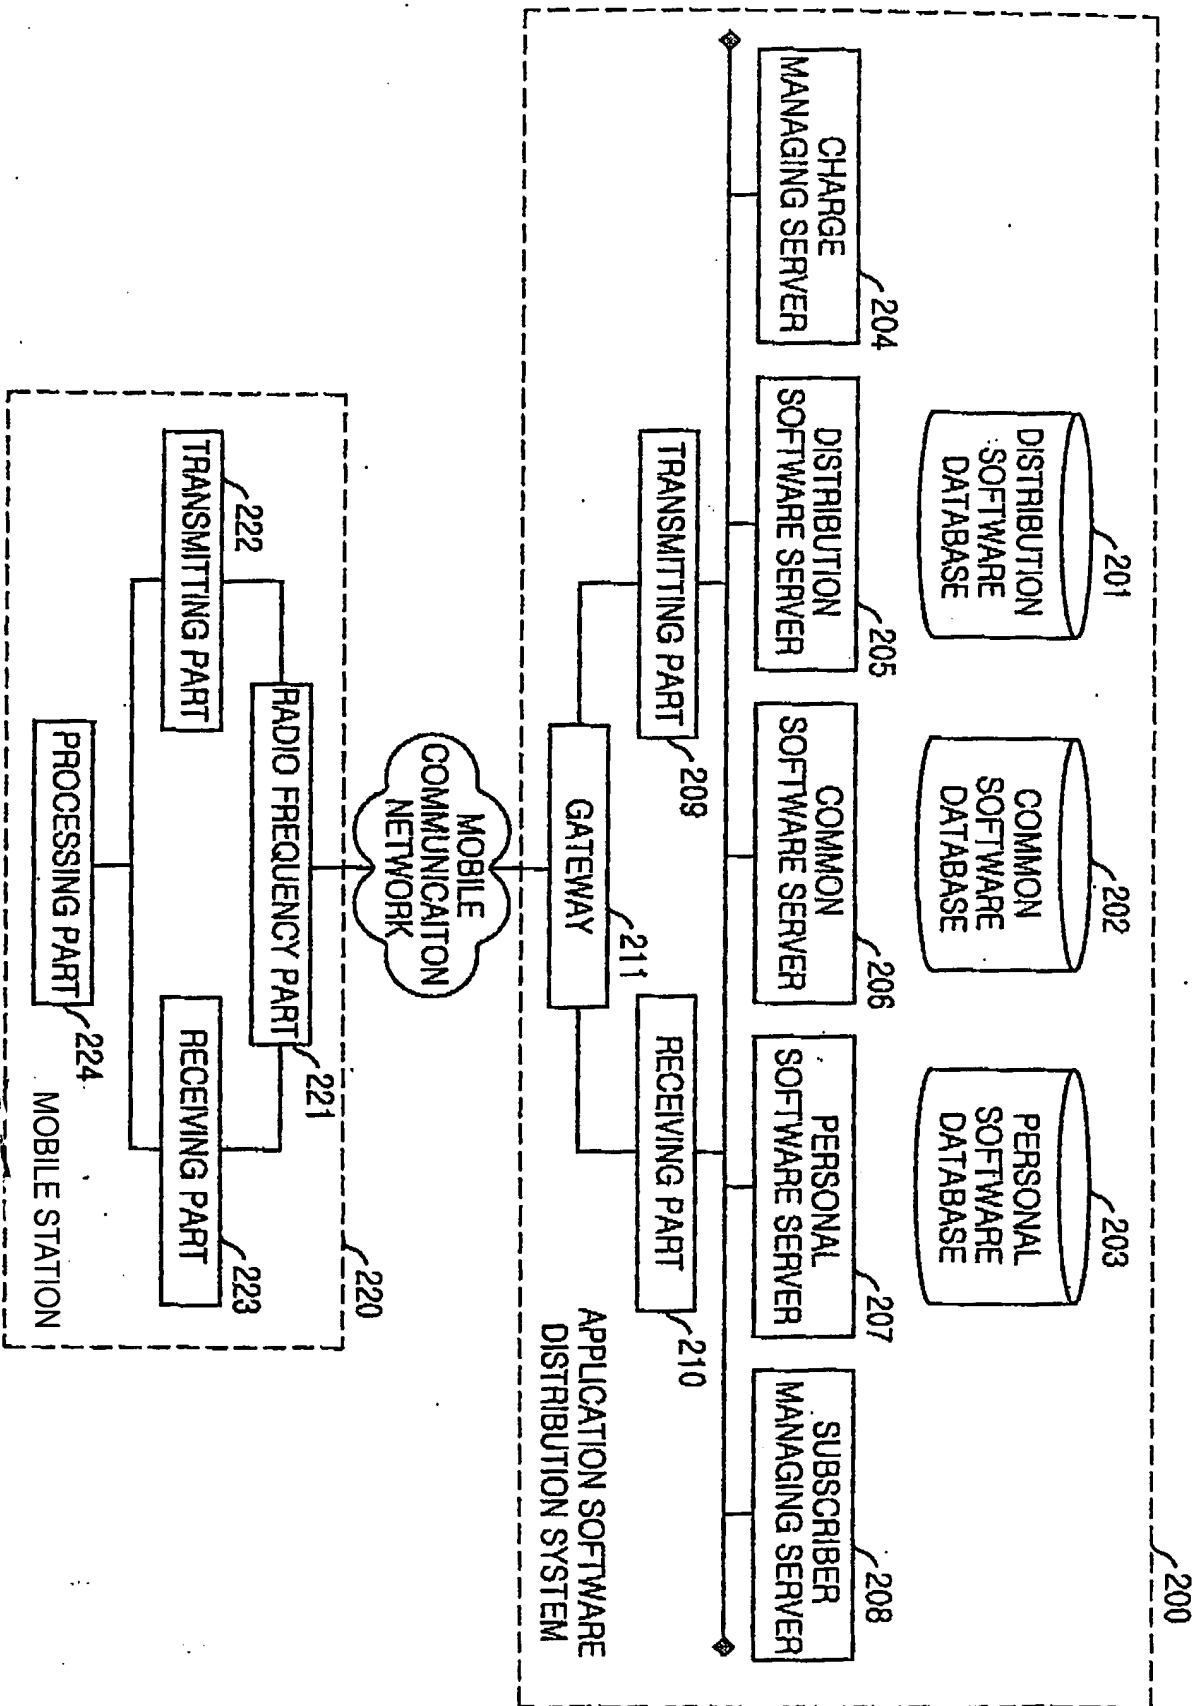 200
201
202
203
DISTRIBUTION
SOFTWARE
DATABASE
COMMON
SOFTWARE
DATABASE
PERSONAL
SOFTWARE
DATABASE
204
205
206
207
208
CHARGE
MANAGING SERVER
DISTRIBUTION
SOFTWARE SERVER
COMMON
SOFTWARE SERVER
PERSONAL
SOFTWARE SERVER
SUBSCRIBER
MANAGING SERVER
TRANSMITTING PART
209
RECEIVING PART
210
GATEWAY
211
APPLICATION SOFTWARE
DISTRIBUTION SYSTEM
MOBILE
COMMUNICAITON
NETWORK
220
RADIO FREQUENCY PART
221
222
TRANSMITTING PART
RECEIVING PART
223
PROCESSING PART
224
MOBILE STATION